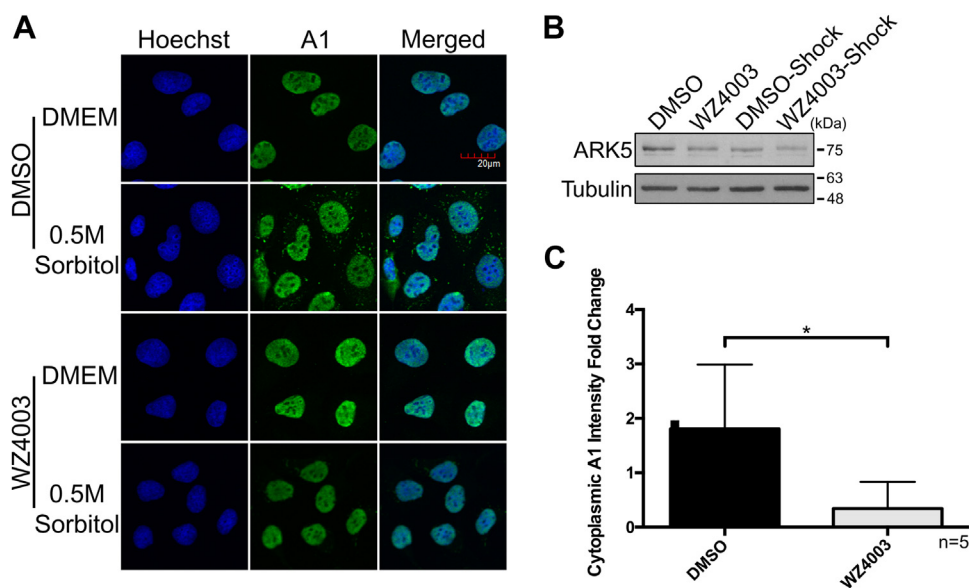 A
Hoechst A1 Merged
DMSO
DMEM
20μm
0.5M
Sorbitol
WZ4003
DMEM
0.5M
Sorbitol
B
DMSO WZ4003 DMSO-Shock WZ4003-Shock
(kDa)
ARK5
75
Tubulin
63
48
C
Cytoplasmic A1 Intensity Fold Change
4
3
2
1
0
*
DMSO WZ4003
n=5